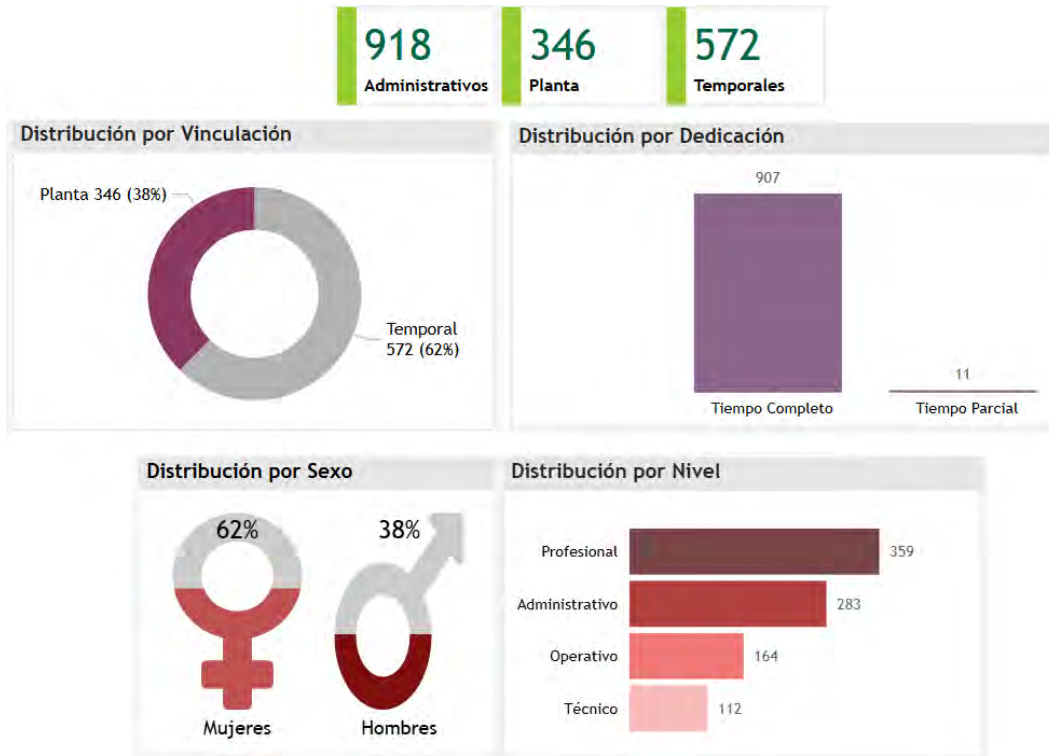 918
Administrativos
346
Planta
572
Temporales
Distribución por Vinculación
Planta 346 (38%)
Temporal
572 (62%)
Distribución por Dedicación
907
Tiempo Completo
11
Tiempo Parcial
Distribución por Sexo
62%
Mujeres
38%
Hombres
Distribución por Nivel
Profesional 359
Administrativo 283
Operativo 164
Técnico 112